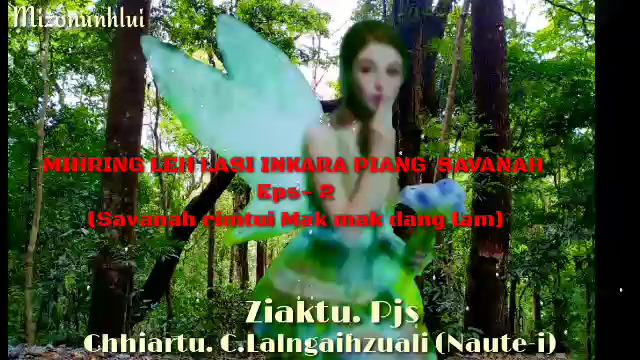 Mizonunhlui
MIHRING LEH LASI INKARA PIANG SAVANAH
Eps- 2
(Savanah rimtui Mak mak dang lam)
Ziaktu. Pjs
Chhiartu. C.Lalngaihzuali (Naute-i)